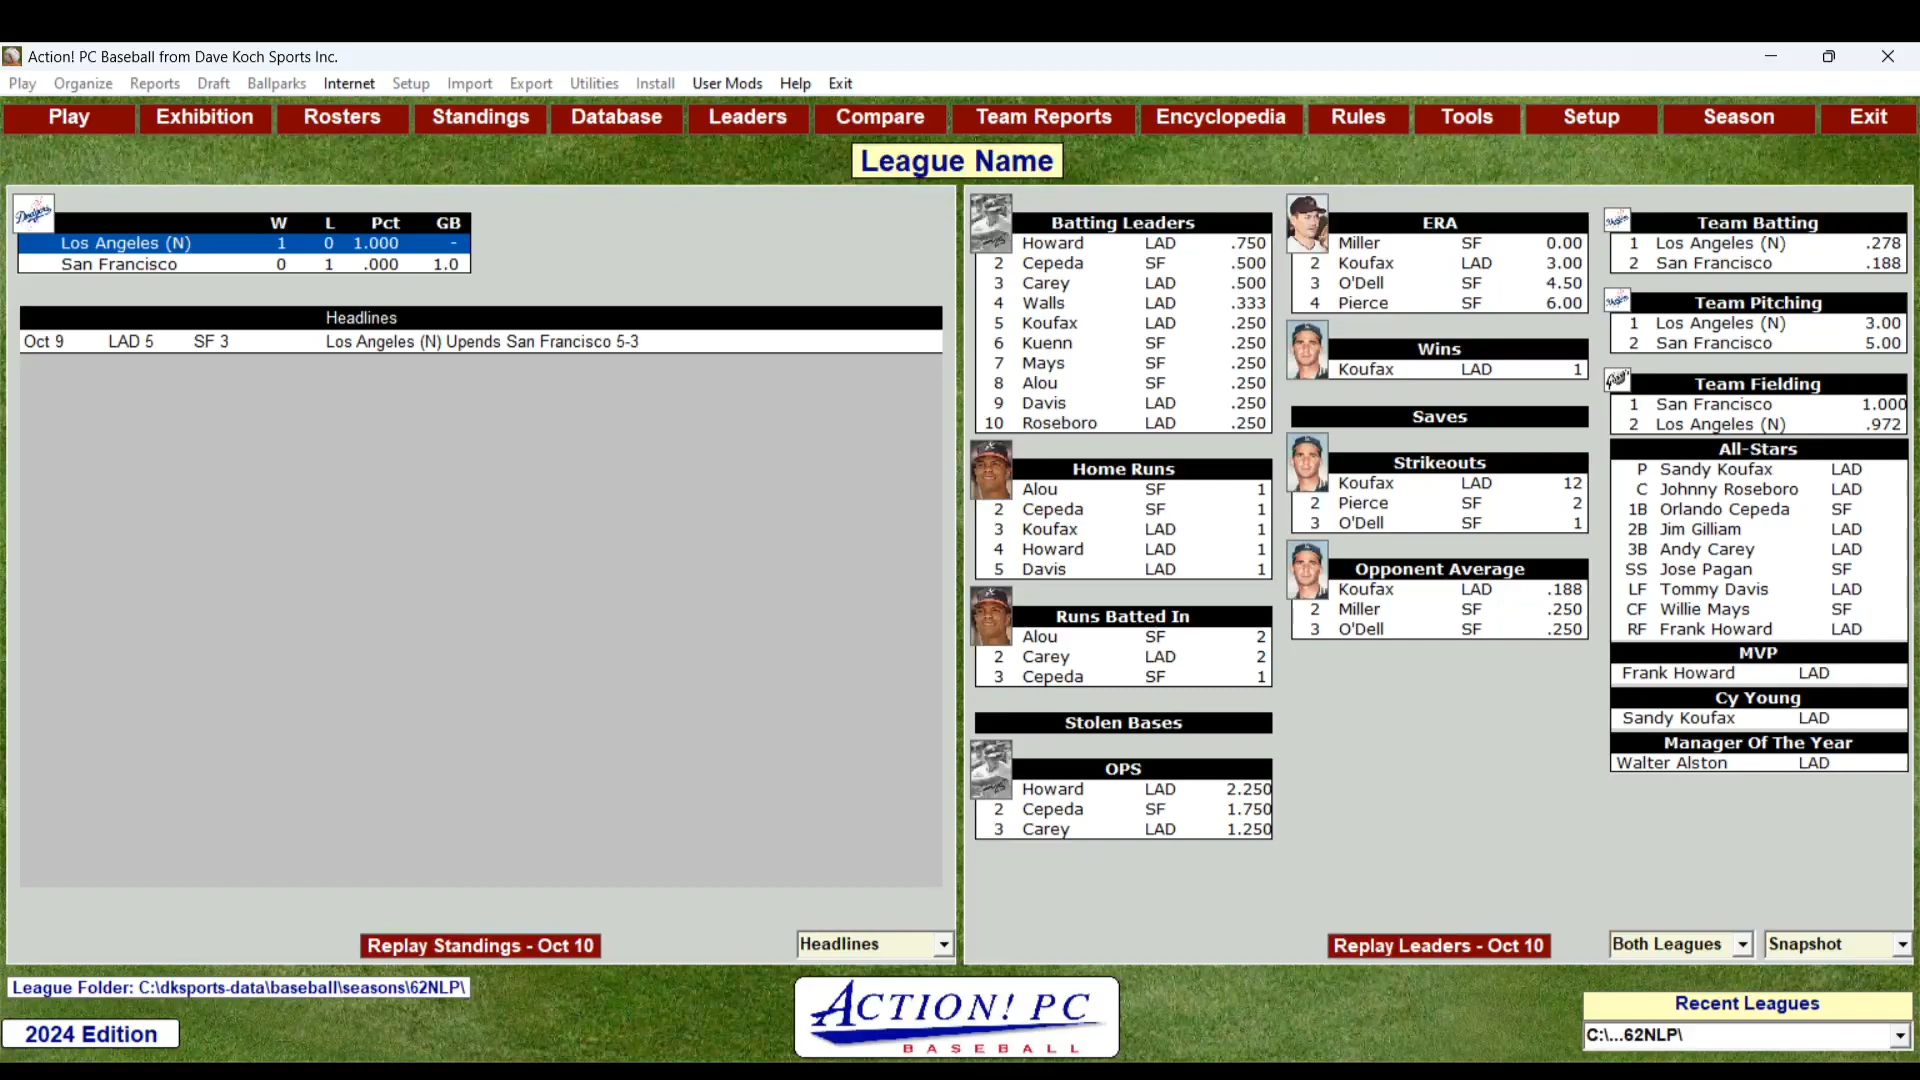 Action! PC Baseball from Dave Koch Sports Inc.
Play Organize Reports Draft Ballparks Internet Setup Import Export Utilities Install User Mods Help Exit
Play Exhibition Rosters Standings Database Leaders Compare Team Reports Encyclopedia Rules Tools Setup Season Exit
League Name
Dodgers
W L Pct GB
Los Angeles (N) 1 0 1.000 -
San Francisco 0 1 .000 1.0
Headlines
Oct 9 LAD 5 SF 3 Los Angeles (N) Upends San Francisco 5-3
Replay Standings - Oct 10
Headlines
Batting Leaders
Howard LAD .750
2 Cepeda SF .500
3 Carey LAD .500
4 Walls LAD .333
5 Koufax LAD .250
6 Kuenn SF .250
7 Mays SF .250
8 Alou SF .250
9 Davis LAD .250
10 Roseboro LAD .250
Home Runs
Alou SF 1
2 Cepeda SF 1
3 Koufax LAD 1
4 Howard LAD 1
5 Davis LAD 1
Runs Batted In
Alou SF 2
2 Carey LAD 2
3 Cepeda SF 1
Stolen Bases
OPS
Howard LAD 2.250
2 Cepeda SF 1.750
3 Carey LAD 1.250
ERA
Miller SF 0.00
2 Koufax LAD 3.00
3 O'Dell SF 4.50
4 Pierce SF 6.00
Wins
Koufax LAD 1
Saves
Strikeouts
Koufax LAD 12
2 Pierce SF 2
3 O'Dell SF 1
Opponent Average
Koufax LAD .188
2 Miller SF .250
3 O'Dell SF .250
Team Batting
1 Los Angeles (N) .278
2 San Francisco .188
Team Pitching
1 Los Angeles (N) 3.00
2 San Francisco 5.00
Team Fielding
1 San Francisco 1.000
2 Los Angeles (N) .972
All-Stars
P Sandy Koufax LAD
C Johnny Roseboro LAD
1B Orlando Cepeda SF
2B Jim Gilliam LAD
3B Andy Carey LAD
SS Jose Pagan SF
LF Tommy Davis LAD
CF Willie Mays SF
RF Frank Howard LAD
MVP
Frank Howard LAD
Cy Young
Sandy Koufax LAD
Manager Of The Year
Walter Alston LAD
Replay Leaders - Oct 10
Both Leagues
Snapshot
League Folder: C:\dksports-data\baseball\seasons\62NLP\
2024 Edition
ACTION! PC
BASEBALL
Recent Leagues
C:\...62NLP\